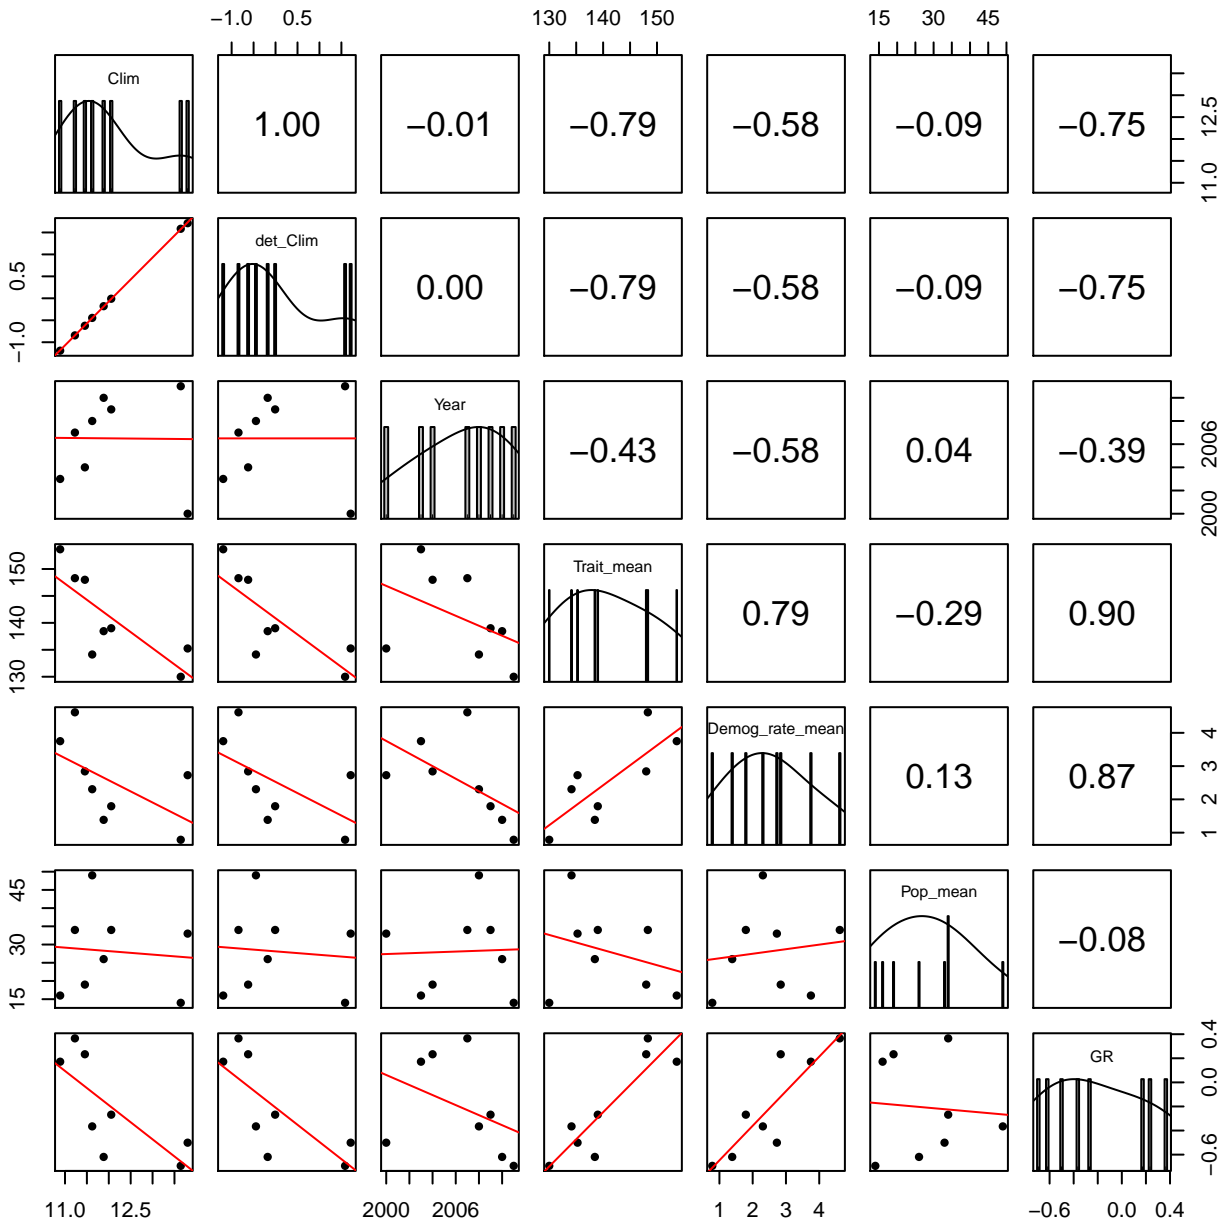 −1.0 0.5 130 140 150 15 30 45
Clim 1.00 −0.01 −0.79 −0.58 −0.09 −0.75 11.0 12.5
−1.0 0.5 det_Clim 0.00 −0.79 −0.58 −0.09 −0.75
Year −0.43 −0.58 0.04 −0.39 2000 2006
130 140 150 Trait_mean 0.79 −0.29 0.90
Demog_rate_mean 0.13 0.87 1 2 3 4
15 30 45 Pop_mean −0.08
GR −0.6 0.0 0.4
11.0 12.5 2000 2006 1 2 3 4 −0.6 0.0 0.4